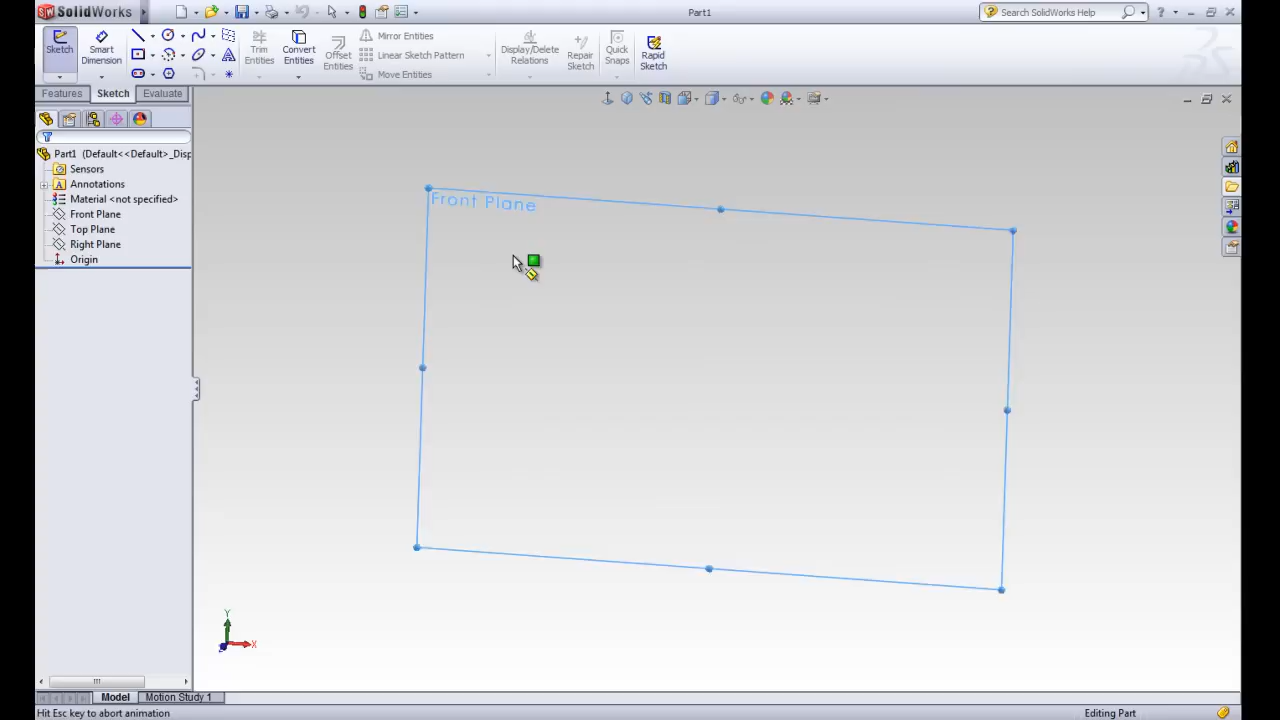 SolidWorks
Part1
Search SolidWorks Help
Sketch
Smart Dimension
Trim Entities
Convert Entities
Offset Entities
Mirror Entities
Linear Sketch Pattern
Move Entities
Display/Delete Relations
Repair Sketch
Quick Snaps
Rapid Sketch
Features
Sketch
Evaluate
Part1 (Default<<Default>_Disp
Sensors
Annotations
Material <not specified>
Front Plane
Top Plane
Right Plane
Origin
Front Plane
Y
X
Model
Motion Study 1
Hit Esc key to abort animation
Editing Part